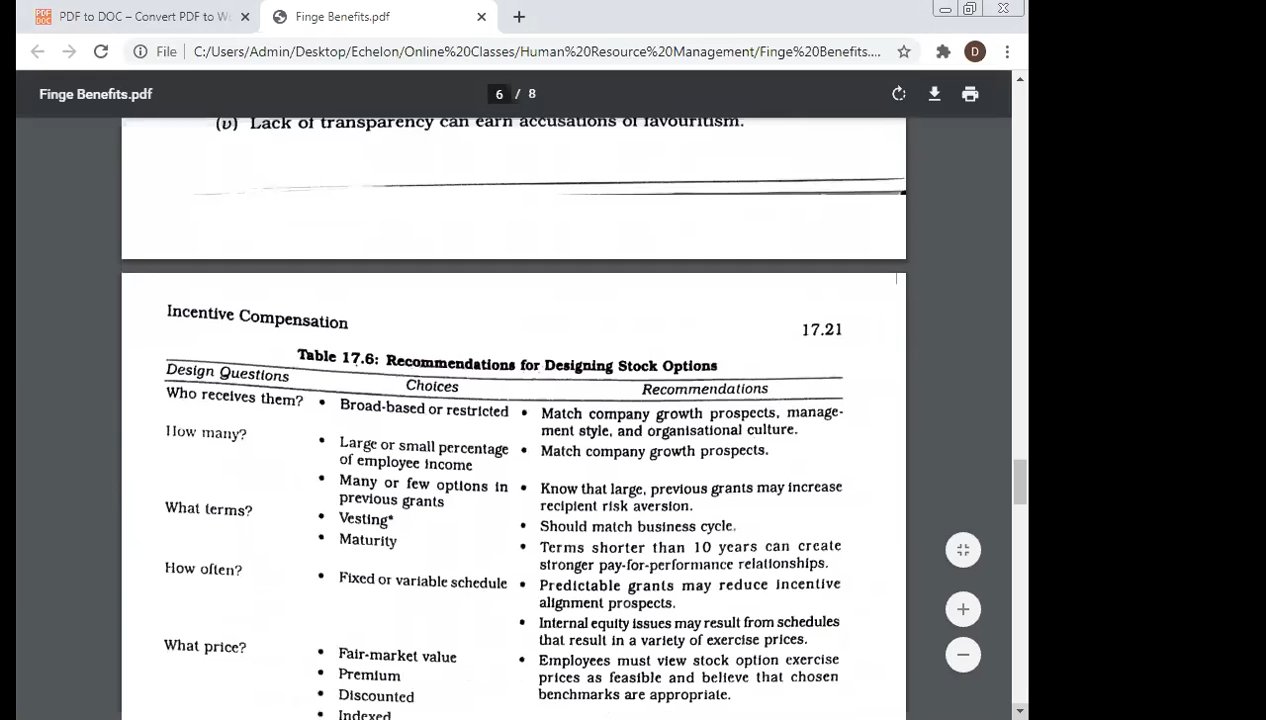 PDF to DOC – Convert PDF to W
Finge Benefits.pdf
File
C:/Users/Admin/Desktop/Echelon/Online%20Classes/Human%20Resource%20Management/Finge%20Benefits....
D
Finge Benefits.pdf
6 / 8
(v) Lack of transparency can earn accusations of favouritism.
Incentive Compensation
17.21
Table 17.6: Recommendations for Designing Stock Options
Design Questions Choices Recommendations
Who receives them? • Broad-based or restricted • Match company growth prospects, manage-
ment style, and organisational culture.
How many? • Large or small percentage • Match company growth prospects.
of employee income
• Many or few options in • Know that large, previous grants may increase
previous grants recipient risk aversion.
What terms? • Vesting* • Should match business cycle.
• Maturity • Terms shorter than 10 years can create
stronger pay-for-performance relationships.
How often? • Fixed or variable schedule • Predictable grants may reduce incentive
alignment prospects.
• Internal equity issues may result from schedules
that result in a variety of exercise prices.
What price? • Fair-market value • Employees must view stock option exercise
• Premium prices as feasible and believe that chosen
• Discounted benchmarks are appropriate.
• Indexed